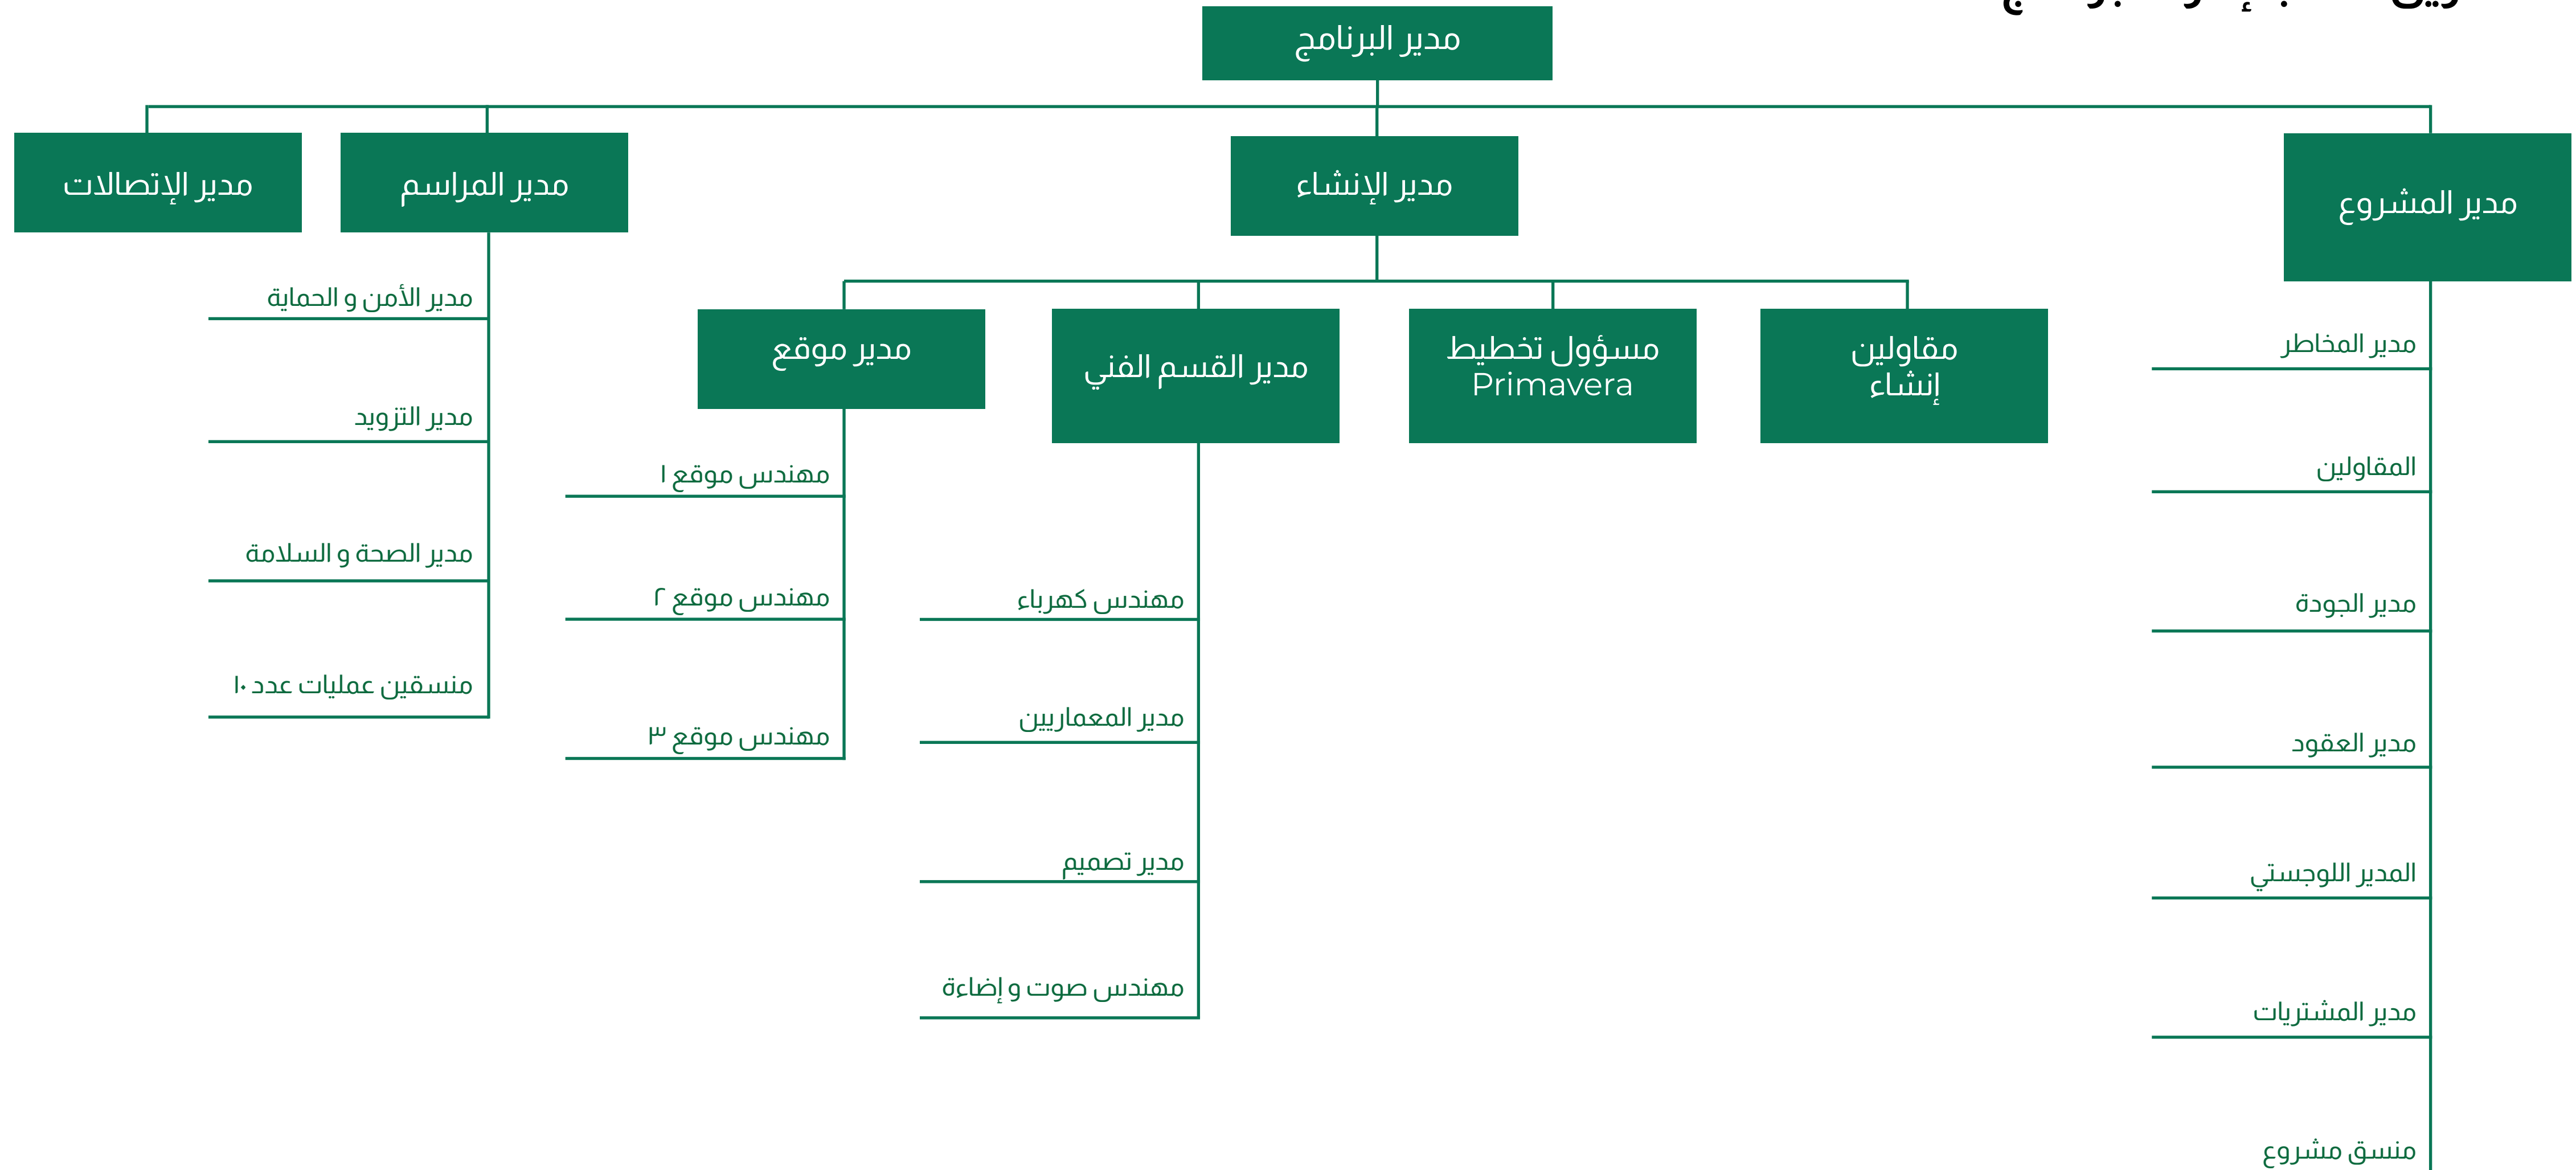 مدير البرنامج
مدير المشروع
مدير الإنشاء
مدير المراسم
مدير الإتصالات
مدير المخاطر
المقاولين
مدير الجودة
مدير العقود
المدير اللوجستي
مدير المشتريات
منسق مشروع
مقاولين
إنشاء
مسؤول تخطيط
Primavera
مدير القسم الفني
مدير موقع
مهندس كهرباء
مدير المعماريين
مدير تصميم
مهندس صوت و إضاءة
مهندس موقع ١
مهندس موقع ٢
مهندس موقع ٣
مدير الأمن و الحماية
مدير التزويد
مدير الصحة و السلامة
منسقين عمليات عدد ١٠